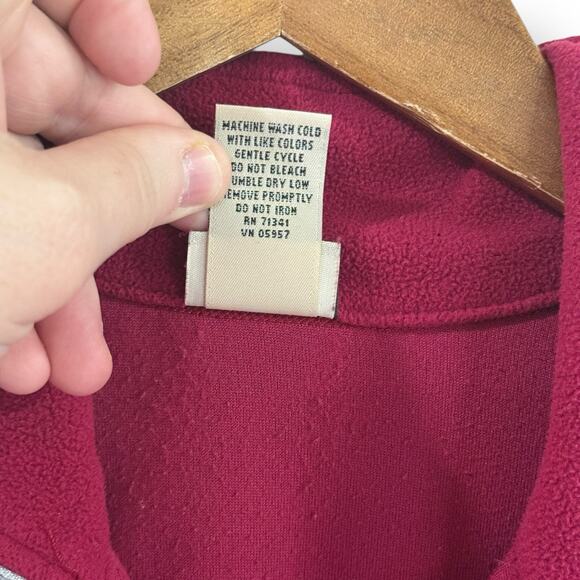 MACHINE WASH COLD
WITH LIKE COLORS
GENTLE CYCLE
DO NOT BLEACH
UMBLE DRY LOW
EMOVE PROMPTLY
DO NOT IRON
RN 71341
VN 05957